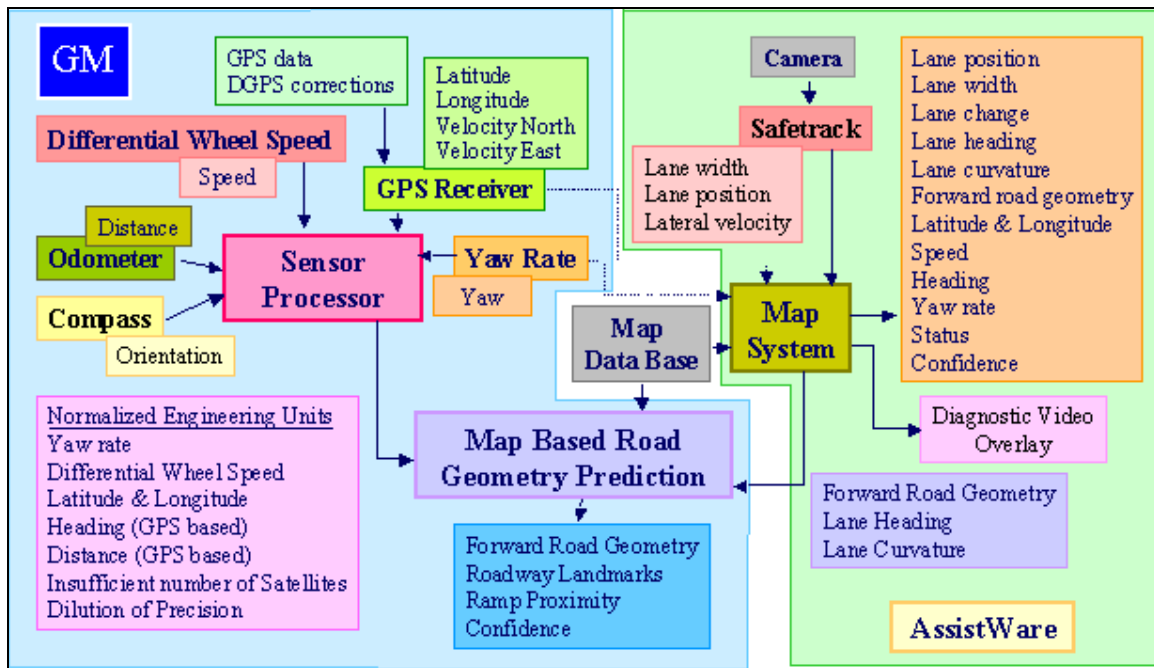 GM
GPS data
DGPS corrections
Latitude
Longitude
Velocity North
Velocity East
Differential Wheel Speed
Speed
GPS Receiver
Distance
Odometer
Sensor
Processor
Yaw Rate
Yaw
Compass
Orientation
Normalized Engineering Units
Yaw rate
Differential Wheel Speed
Latitude & Longitude
Heading (GPS based)
Distance (GPS based)
Insufficient number of Satellites
Dilution of Precision
Map
Data Base
Map Based Road
Geometry Prediction
Forward Road Geometry
Roadway Landmarks
Ramp Proximity
Confidence
Camera
Safetrack
Lane width
Lane position
Lateral velocity
Map
System
Lane position
Lane width
Lane change
Lane heading
Lane curvature
Forward road geometry
Latitude & Longitude
Speed
Heading
Yaw rate
Status
Confidence
Diagnostic Video
Overlay
Forward Road Geometry
Lane Heading
Lane Curvature
AssistWare